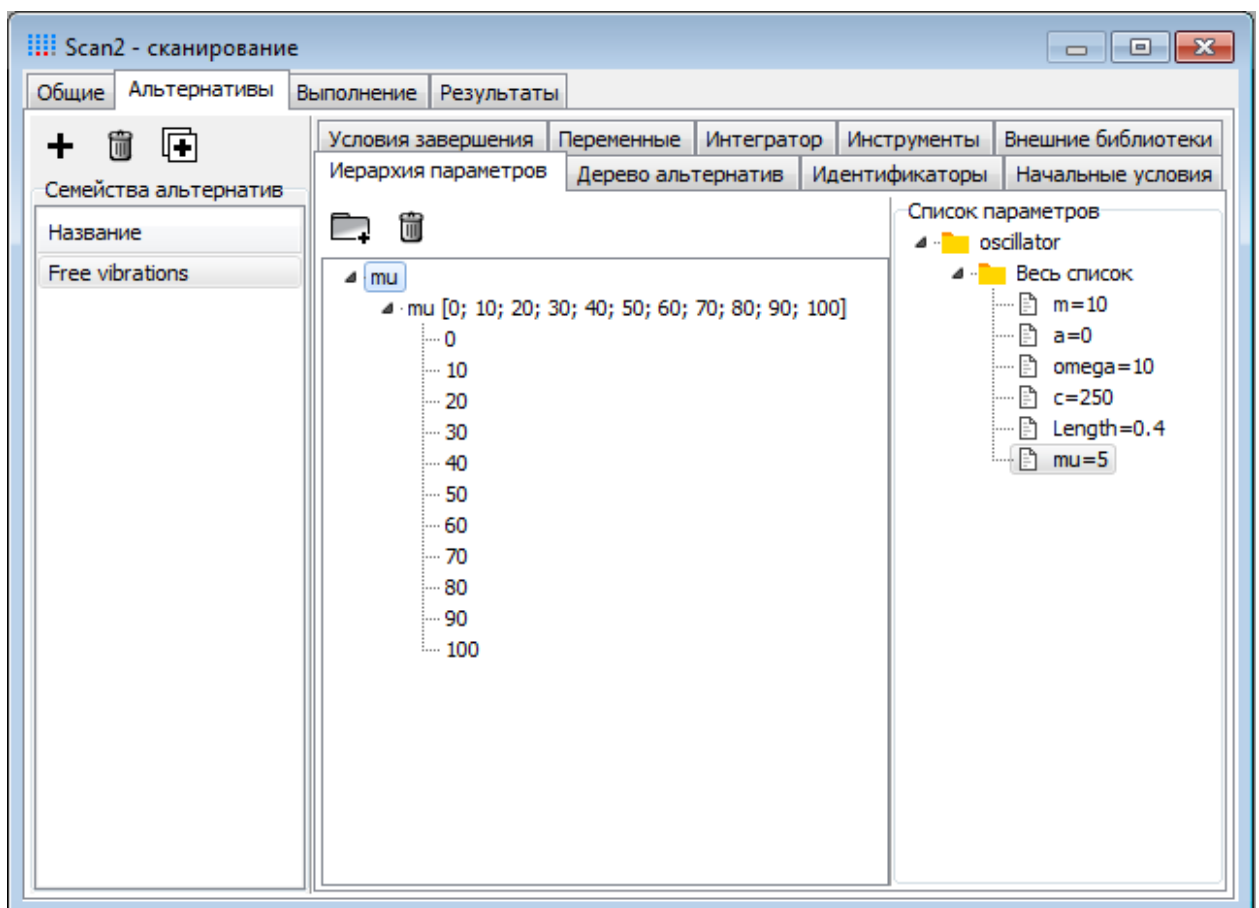 Scan2 - сканирование
Общие Альтернативы Выполнение Результаты
Семейства альтернатив
Название
Free vibrations
Условия завершения Переменные Интегратор Инструменты Внешние библиотеки
Иерархия параметров Дерево альтернатив Идентификаторы Начальные условия
mu
mu [0; 10; 20; 30; 40; 50; 60; 70; 80; 90; 100]
0
10
20
30
40
50
60
70
80
90
100
Список параметров
oscillator
Весь список
m=10
a=0
omega=10
c=250
Length=0.4
mu=5